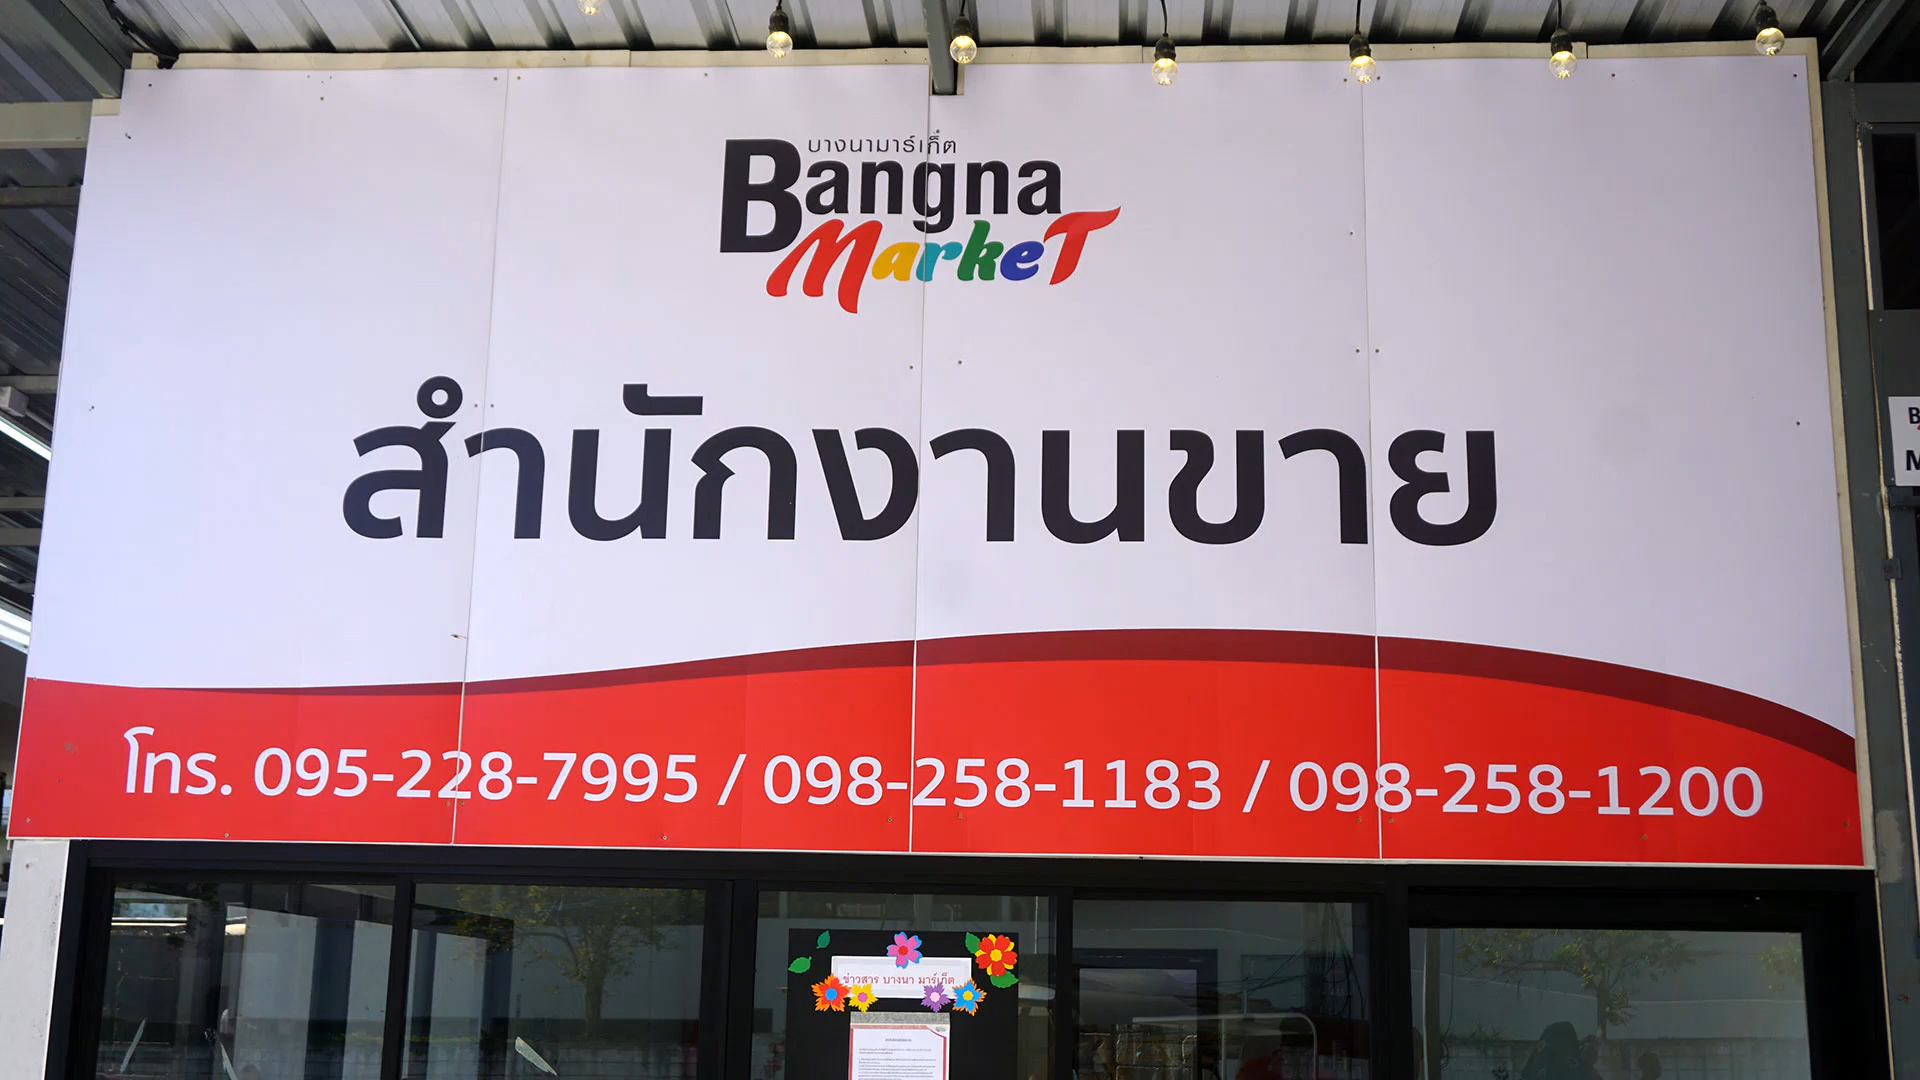 บางนามาร์เก็ต
Bangna
Market
สำนักงานขาย
โทร. 095-228-7995 / 098-258-1183 / 098-258-1200
ข่าวสาร บางนา มาร์เก็ต